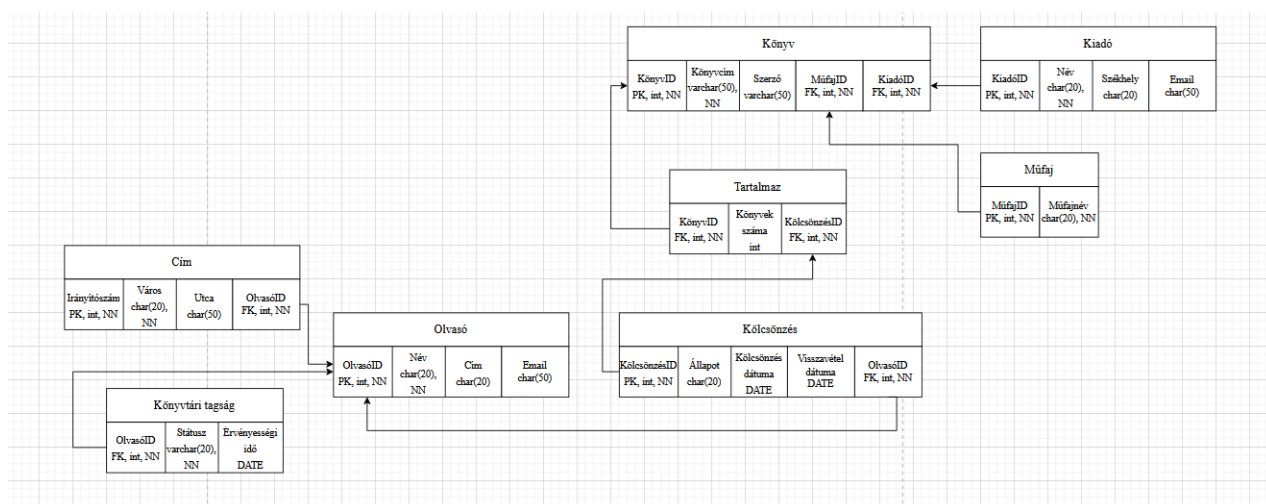 Könyv
KönyvID
PK, int, NN
Könyvcím
varchar(50),
NN
Szerző
varchar(50)
MűfajID
FK, int, NN
KiadóID
FK, int, NN
Kiadó
KiadóID
PK, int, NN
Név
char(20),
NN
Székhely
char(20)
Email
char(50)
Műfaj
MűfajID
PK, int, NN
Műfajnév
char(20), NN
Tartalmaz
KönyvID
FK, int, NN
Könyvek
száma
int
KölcsönzésID
FK, int, NN
Cím
Irányítószám
PK, int, NN
Város
char(20),
NN
Utca
char(50)
OlvasóID
FK, int, NN
Olvasó
OlvasóID
PK, int, NN
Név
char(20),
NN
Cím
char(20)
Email
char(50)
Kölcsönzés
KölcsönzésID
PK, int, NN
Állapot
char(20)
Kölcsönzés
dátuma
DATE
Visszavétel
dátuma
DATE
OlvasóID
FK, int, NN
Könyvtári tagság
OlvasóID
FK, int, NN
Státusz
varchar(20),
NN
Érvényességi
idő
DATE